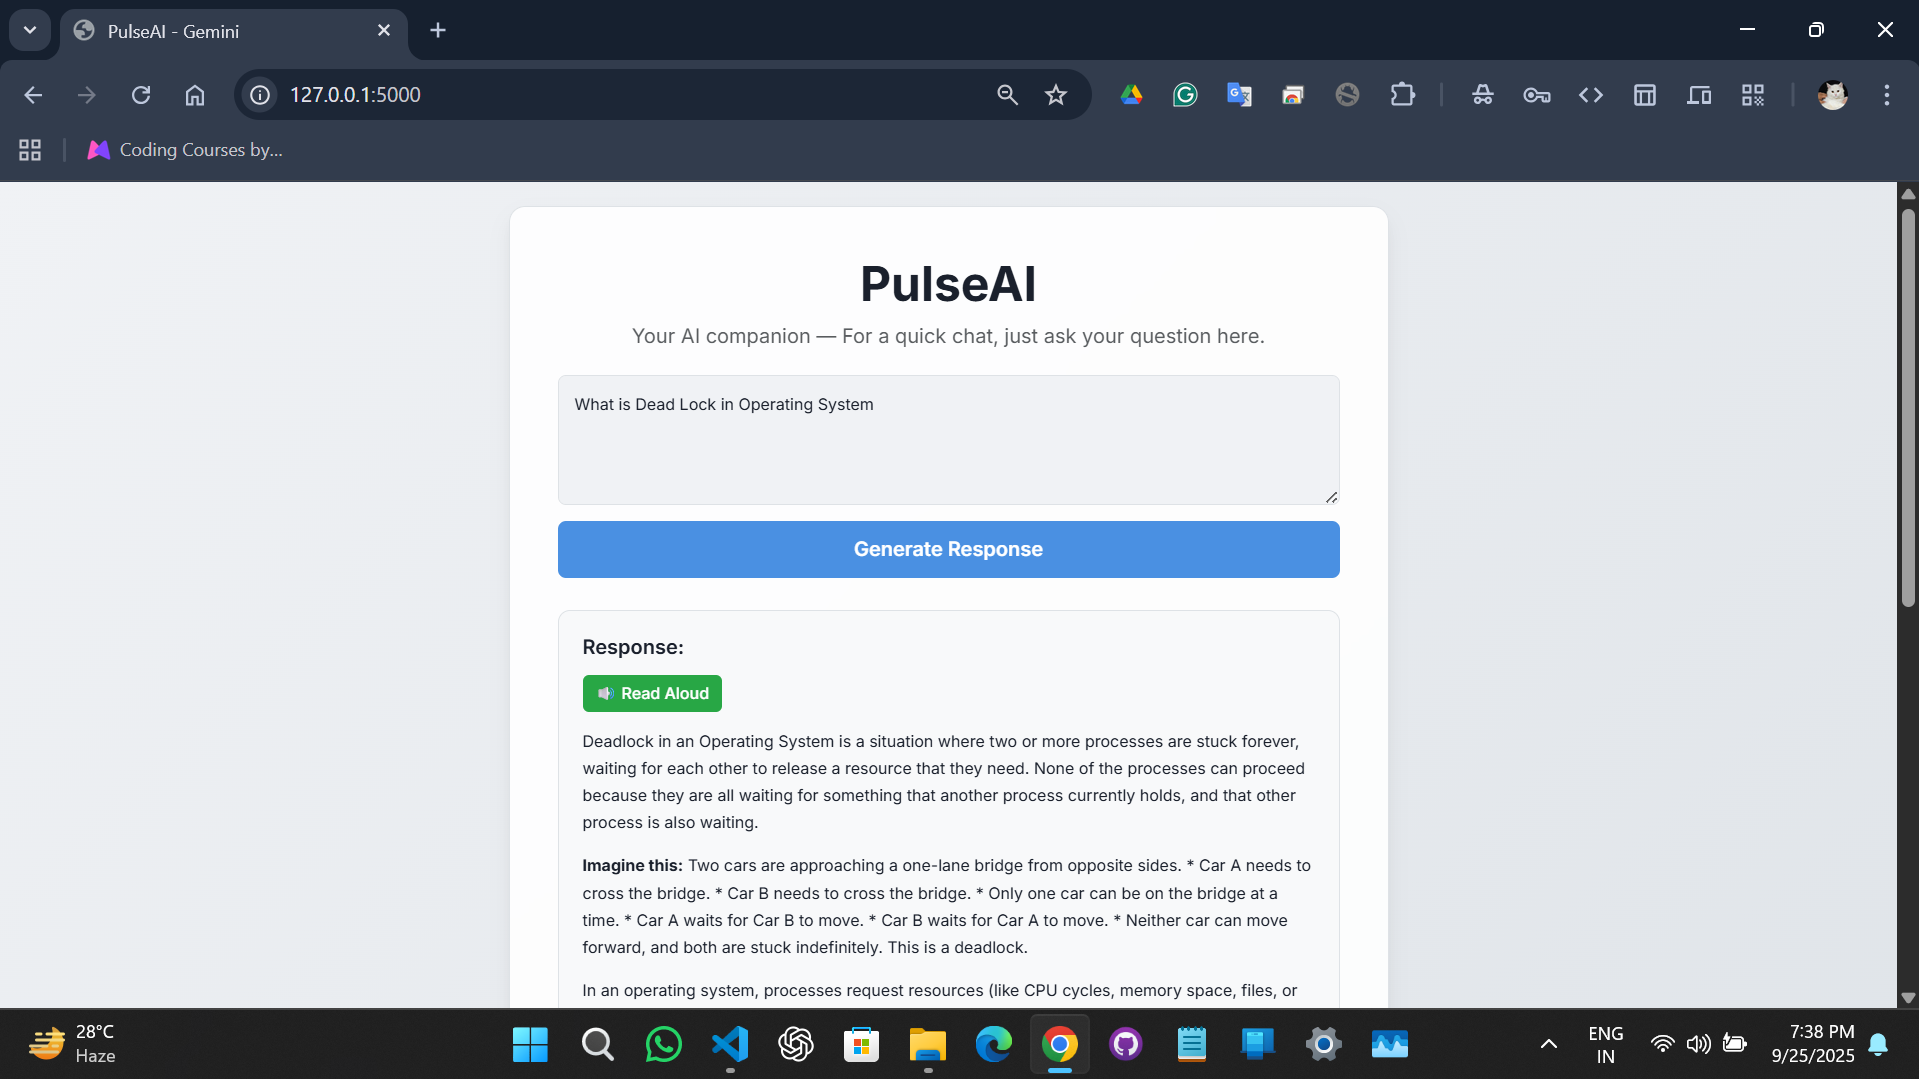 PulseAI - Gemini
127.0.0.1:5000
Coding Courses by...
PulseAI
Your AI companion — For a quick chat, just ask your question here.
What is Dead Lock in Operating System
Generate Response
Response:
Read Aloud
Deadlock in an Operating System is a situation where two or more processes are stuck forever,
waiting for each other to release a resource that they need. None of the processes can proceed
because they are all waiting for something that another process currently holds, and that other
process is also waiting.
Imagine this: Two cars are approaching a one-lane bridge from opposite sides. * Car A needs to
cross the bridge. * Car B needs to cross the bridge. * Only one car can be on the bridge at a
time. * Car A waits for Car B to move. * Car B waits for Car A to move. * Neither car can move
forward, and both are stuck indefinitely. This is a deadlock.
In an operating system, processes request resources (like CPU cycles, memory space, files, or
28°C
Haze
ENG
IN
7:38 PM
9/25/2025